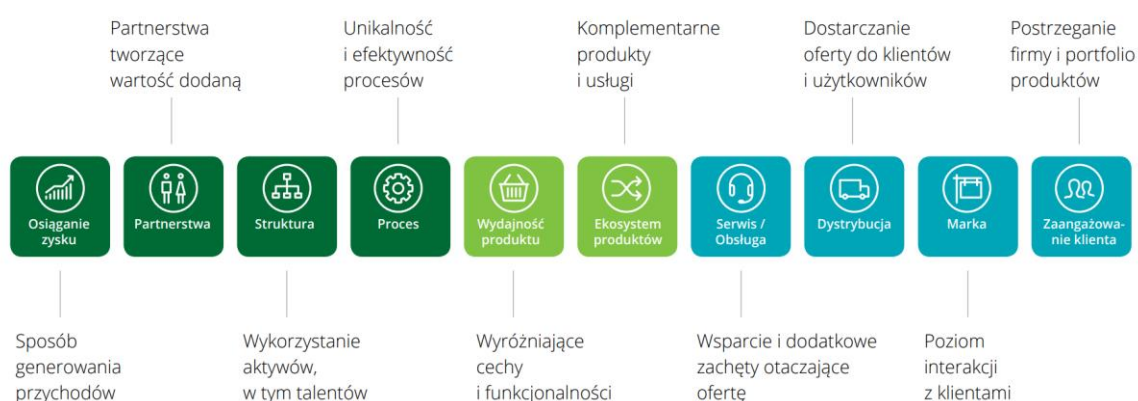 Partnerstwa
tworzące
wartość dodaną
Unikalność
i efektywność
procesów
Komplementarne
produkty
i usługi
Dostarczanie
oferty do klientów
i użytkowników
Postrzeganie
firmy i portfolio
produktów
Osiąganie
zysku
Partnerstwa
Struktura
Proces
Wydajność
produktu
Ekosystem
produktów
Serwis /
Obsługa
Dystrybucja
Marka
Zaangażowa-
nie klienta
Sposób
generowania
przychodów
Wykorzystanie
aktywów,
w tym talentów
Wyróżniające
cechy
i funkcjonalności
Wsparcie i dodatkowe
zachęty otaczające
ofertę
Poziom
interakcji
z klientami